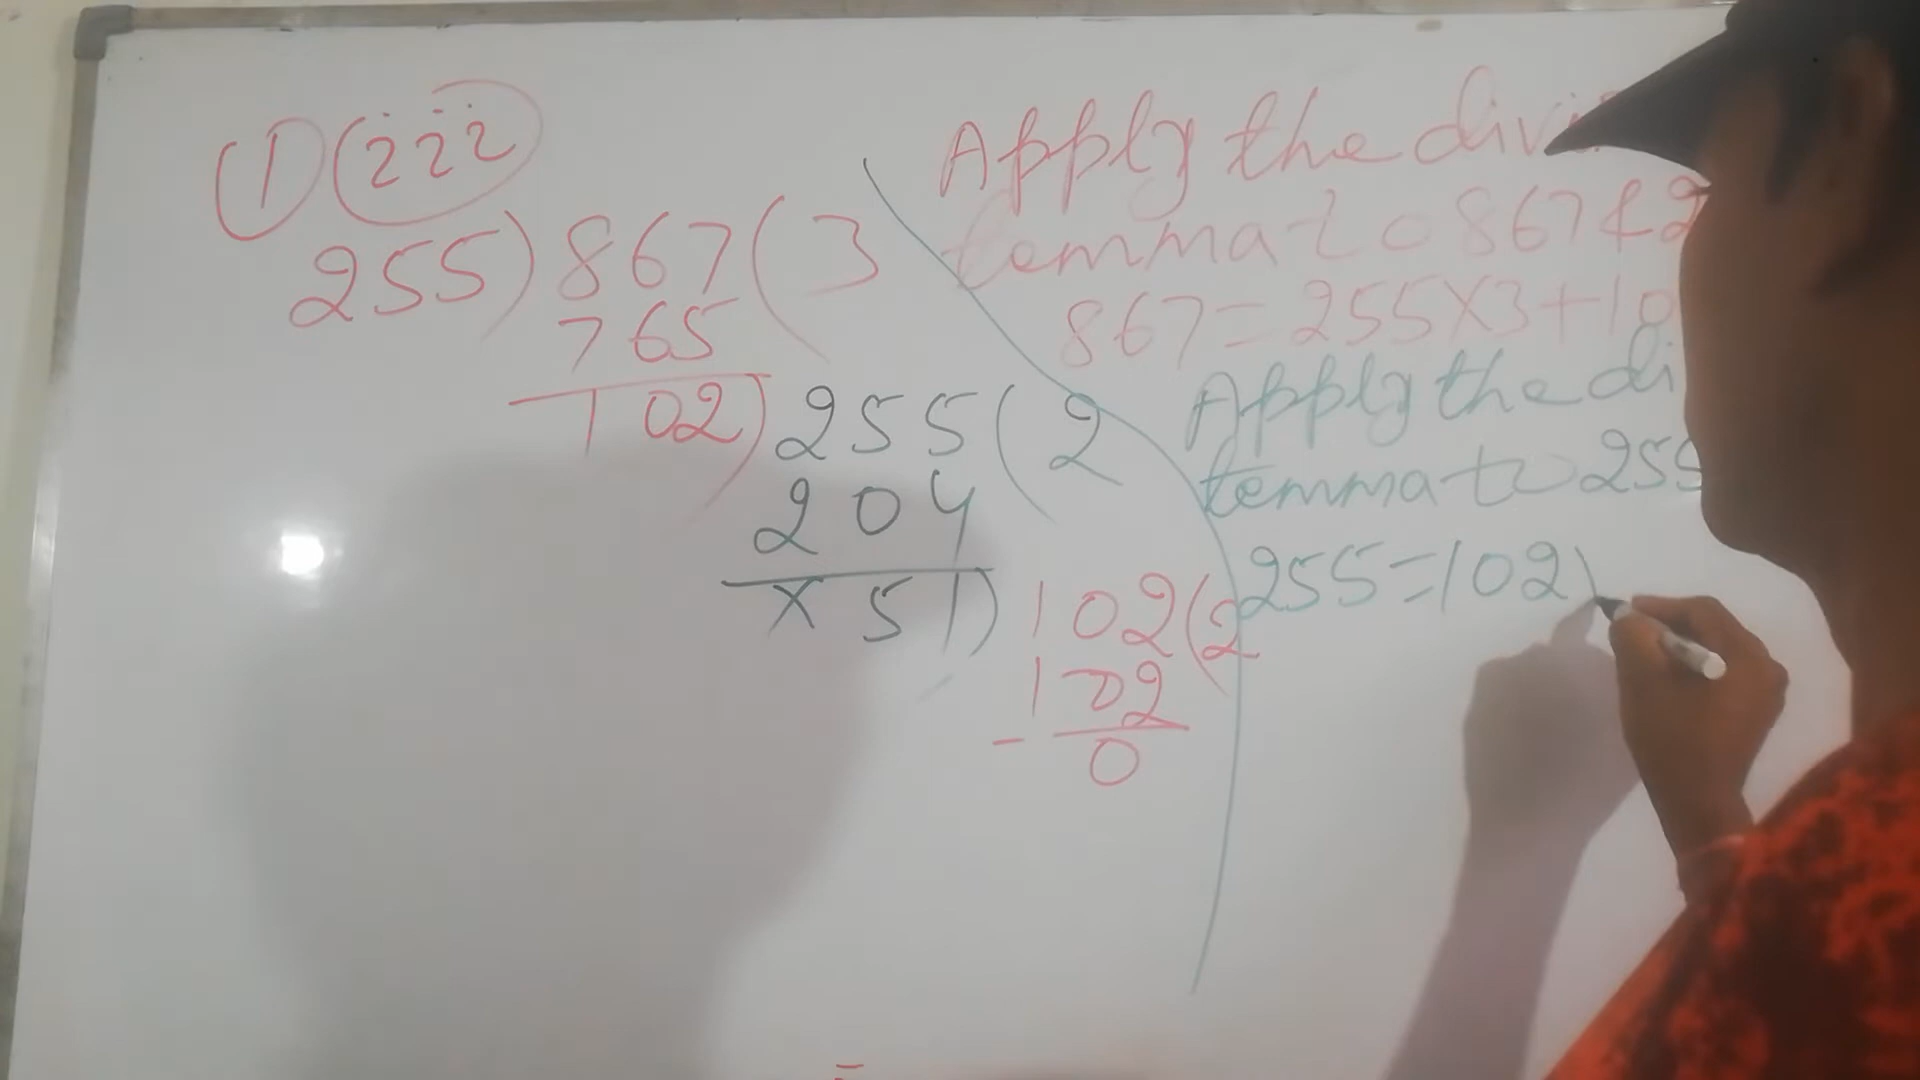 ① (iii)
255) 867 (3
765
102) 255 (2
204
× 51) 102 (2
102
-
0
Apply the divi
lemma to 867 & 2
867 = 255 × 3 + 10
Apply the di
lemma to 255
255 = 102